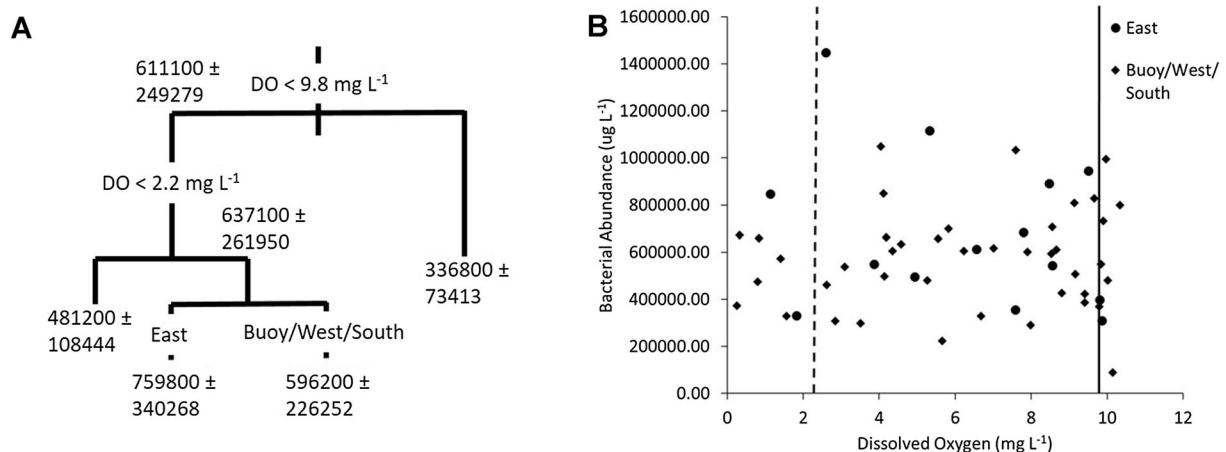 A
611100 ±
249279
DO < 9.8 mg L-1
DO < 2.2 mg L-1
637100 ±
261950
336800 ±
73413
481200 ±
108444
East
Buoy/West/South
759800 ±
340268
596200 ±
226252
B
Bacterial Abundance (ug L-1)
1600000.00
1400000.00
1200000.00
1000000.00
800000.00
600000.00
400000.00
200000.00
0.00
0 2 4 6 8 10 12
Dissolved Oxygen (mg L-1)
East
Buoy/West/
South